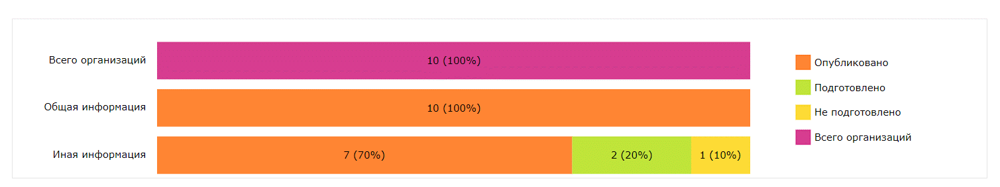 Всего организаций
10 (100%)
Общая информация
10 (100%)
Иная информация
7 (70%)
2 (20%)
1 (10%)
Опубликовано
Подготовлено
Не подготовлено
Всего организаций